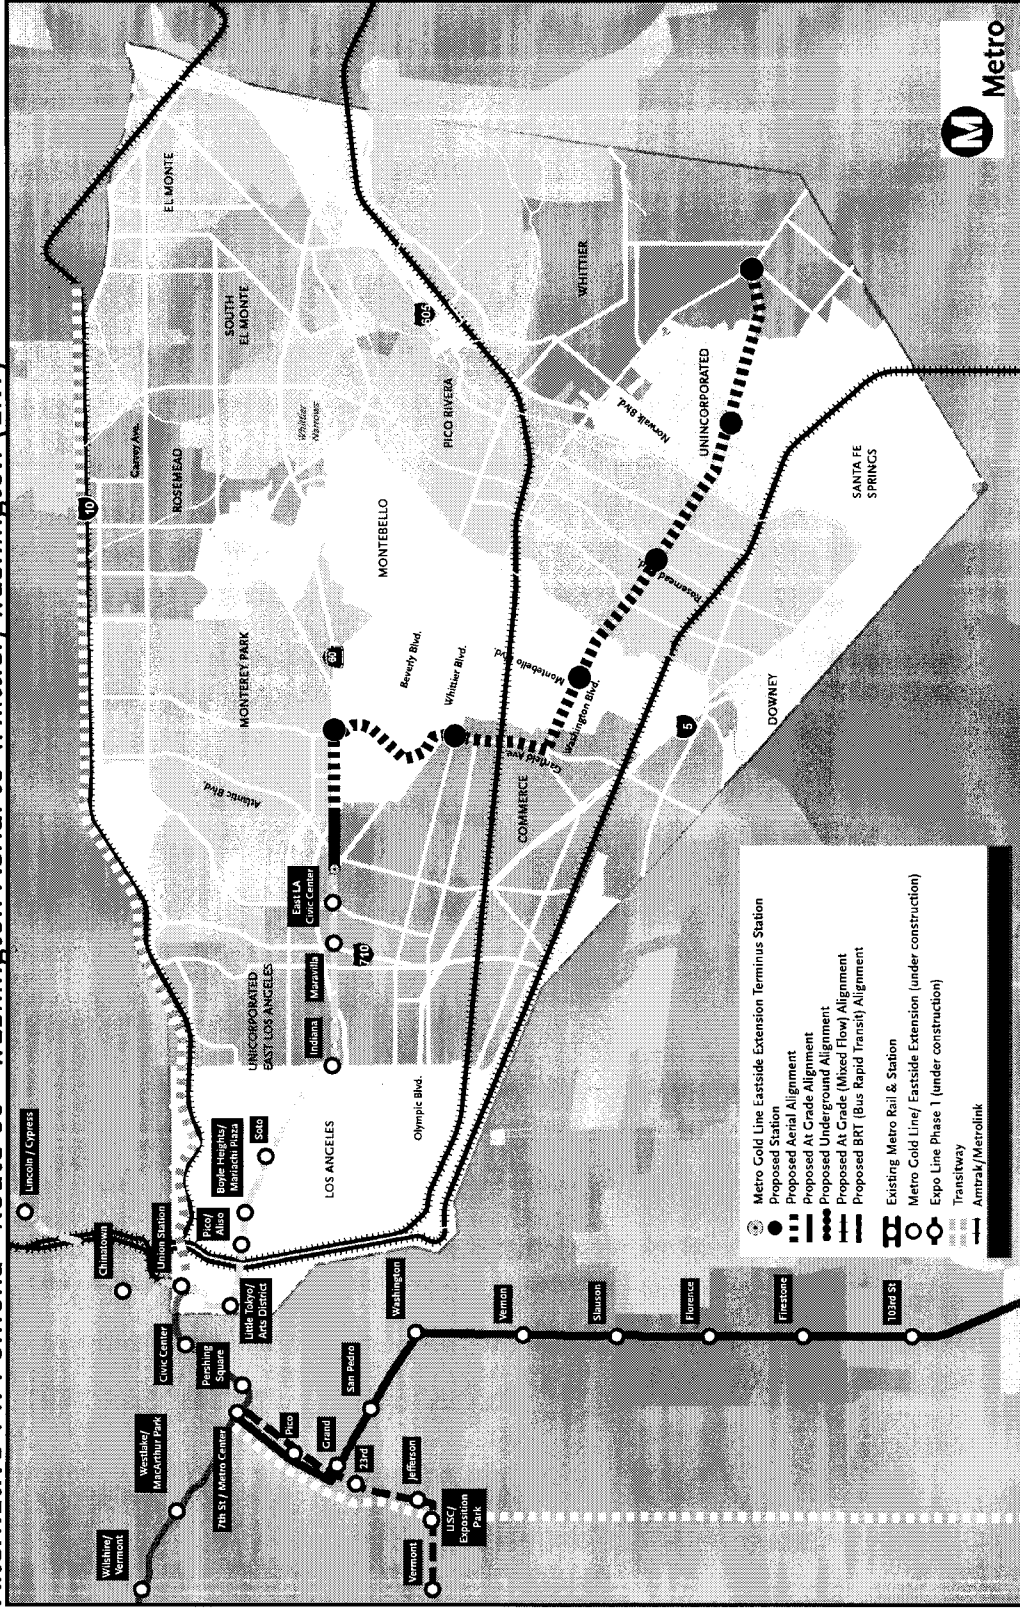 Lincoln / Cypress
Chinatown
Union Station
Civic Center
Pershing
Square
Little Tokyo/
Arts District
Pico/
Aliso
Boyle Heights/
Mariachi Plaza
Soto
Indiana
Maravilla
East LA
Civic Center
Westlake/
MacArthur Park
Wilshire/
Vermont
7th St / Metro Center
Pico
Grand
23rd
San Pedro
Jefferson
USC/
Exposition
Park
Vermont
Washington
Vernon
Slauson
Florence
Firestone
103rd St
LOS ANGELES
UNICORPORATED
EAST LOS ANGELES
Olympic Blvd.
710
Atlantic Blvd.
MONTEREY PARK
60
10
Garvey Ave.
ROSEMEAD
Whittier
Narrows
SOUTH
EL MONTE
EL MONTE
MONTEBELLO
Beverly Blvd.
Whittier Blvd.
Montebello Blvd.
Washington Blvd.
Garfield Ave.
COMMERCE
5
DOWNEY
PICO RIVERA
605
Rosemead Blvd.
Norwalk Blvd.
WHITTIER
UNINCORPORATED
SANTA FE
SPRINGS
Metro Gold Line Eastside Extension Terminus Station
Proposed Station
Proposed Aerial Alignment
Proposed At Grade Alignment
Proposed Underground Alignment
Proposed At Grade (Mixed Flow) Alignment
Proposed BRT (Bus Rapid Transit) Alignment
Existing Metro Rail & Station
Metro Gold Line/ Eastside Extension (under construction)
Expo Line Phase 1 (under construction)
Transitway
Amtrak/Metrolink
M
Metro